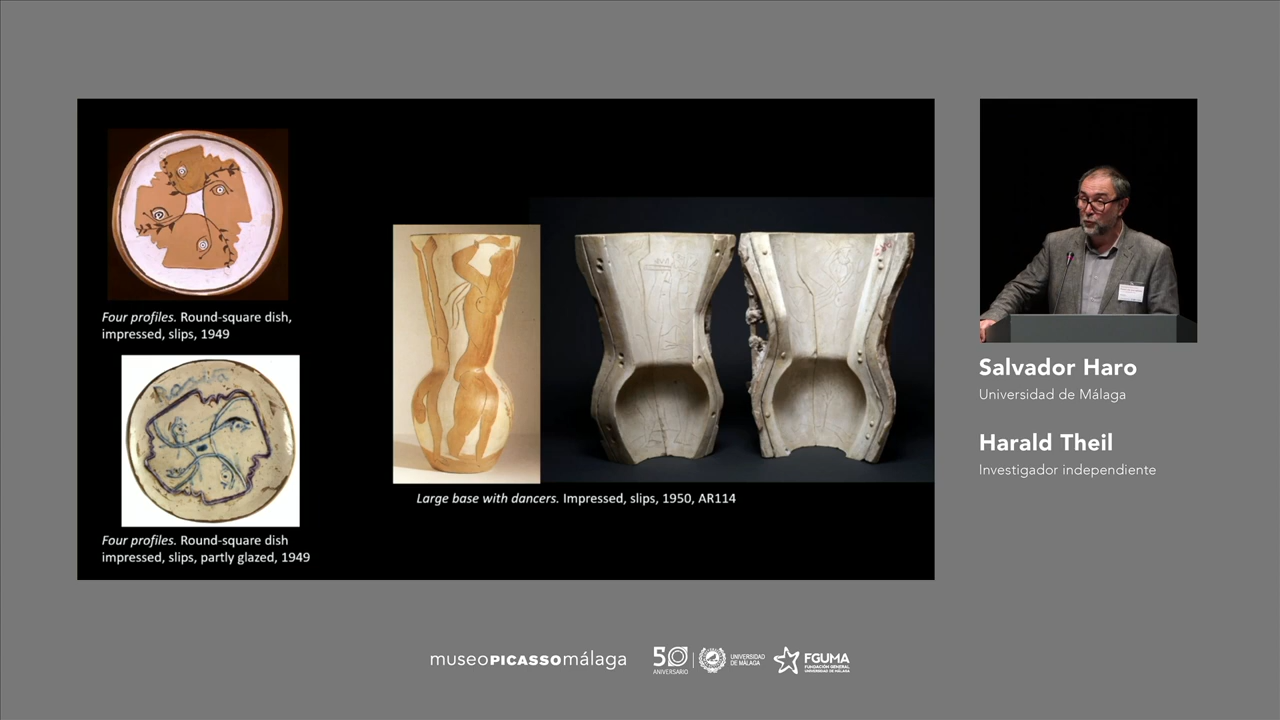 Four profiles. Round-square dish,
impressed, slips, 1949
Four profiles. Round-square dish
impressed, slips, partly glazed, 1949
Large base with dancers. Impressed, slips, 1950, AR114
Salvador Haro
Universidad de Málaga
Harald Theil
Investigador independiente
museoPICASSOmálaga
50
ANIVERSARIO
UNIVERSIDAD
DE MÁLAGA
FGUMA
FUNDACIÓN GENERAL
UNIVERSIDAD DE MÁLAGA